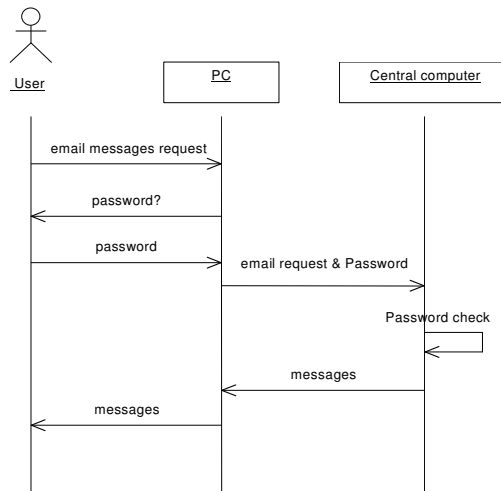 User
PC
Central computer
email messages request
password?
password
email request & Password
Password check
messages
messages